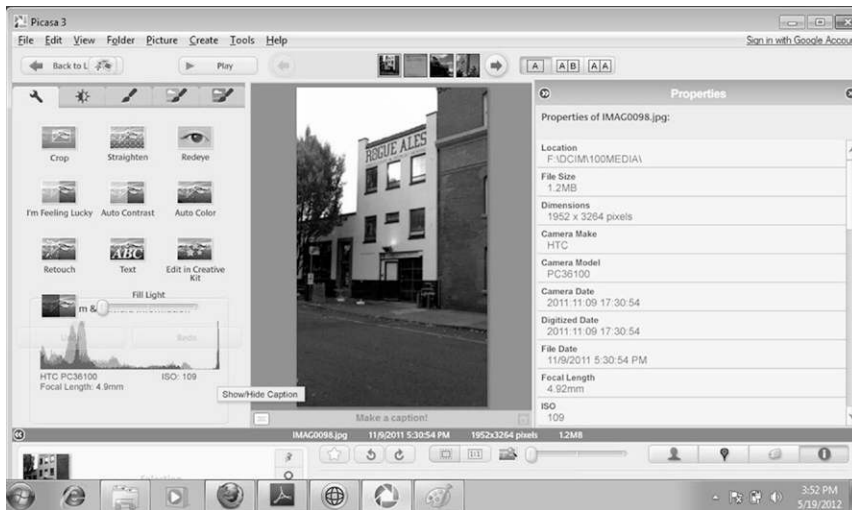 Picasa 3
File Edit View Folder Picture Create Tools Help
Sign in with Google Accou
Back to L
Play
A AB AA
Properties
Properties of IMAG0098.jpg:
Crop Straighten Redeye
ROGUE ALES
Location
F:\DCIM\100MEDIA\
File Size
1.2MB
I'm Feeling Lucky Auto Contrast Auto Color
Dimensions
1952 x 3264 pixels
Camera Make
HTC
Retouch Text Edit in Creative Kit
ABC
Camera Model
PC36100
Fill Light
Camera Date
2011:11:09 17:30:54
Digitized Date
2011:11:09 17:30:54
Undo Redo
File Date
11/9/2011 5:30:54 PM
HTC PC36100 ISO: 109
Focal Length: 4.9mm
Focal Length
4.92mm
Show/Hide Caption
ISO
109
Make a caption!
IMAG0098.jpg 11/9/2011 5:30:54 PM 1952x3264 pixels 1.2MB
Selection
1:1
3:52 PM
5/19/2012